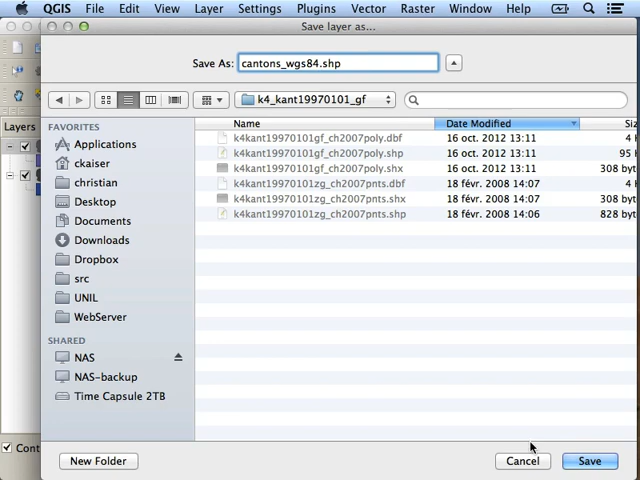 QGIS File Edit View Layer Settings Plugins Vector Raster Window Help
Save layer as...
Save As: cantons_wgs84.shp
k4_kant19970101_gf
Layers
FAVORITES
Applications
ckaiser
christian
Desktop
Documents
Downloads
Dropbox
src
UNIL
WebServer
SHARED
NAS
NAS-backup
Time Capsule 2TB
Name Date Modified
k4kant19970101gf_ch2007poly.dbf 16 oct. 2012 13:11
k4kant19970101gf_ch2007poly.shp 16 oct. 2012 13:11
k4kant19970101gf_ch2007poly.shx 16 oct. 2012 13:11 308
k4kant19970101zg_ch2007pnts.dbf 18 févr. 2008 14:07
k4kant19970101zg_ch2007pnts.shx 18 févr. 2008 14:07 308
k4kant19970101zg_ch2007pnts.shp 18 févr. 2008 14:06 828
New Folder Cancel Save